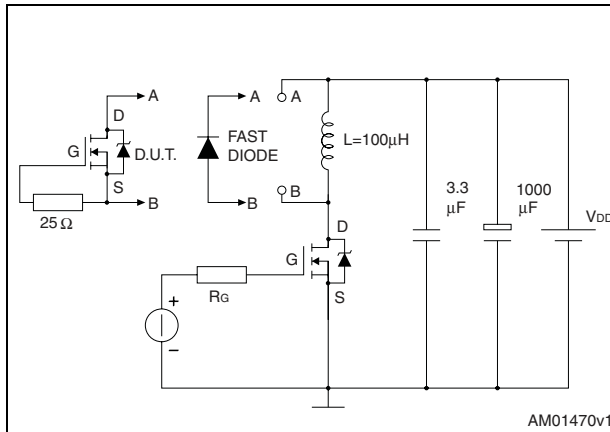 A
A
A
D
FAST
DIODE
L=100µH
G
D.U.T.
S
B
B
B
25 Ω
3.3
µF
1000
µF
VDD
D
G
RG
S
+
−
AM01470v1